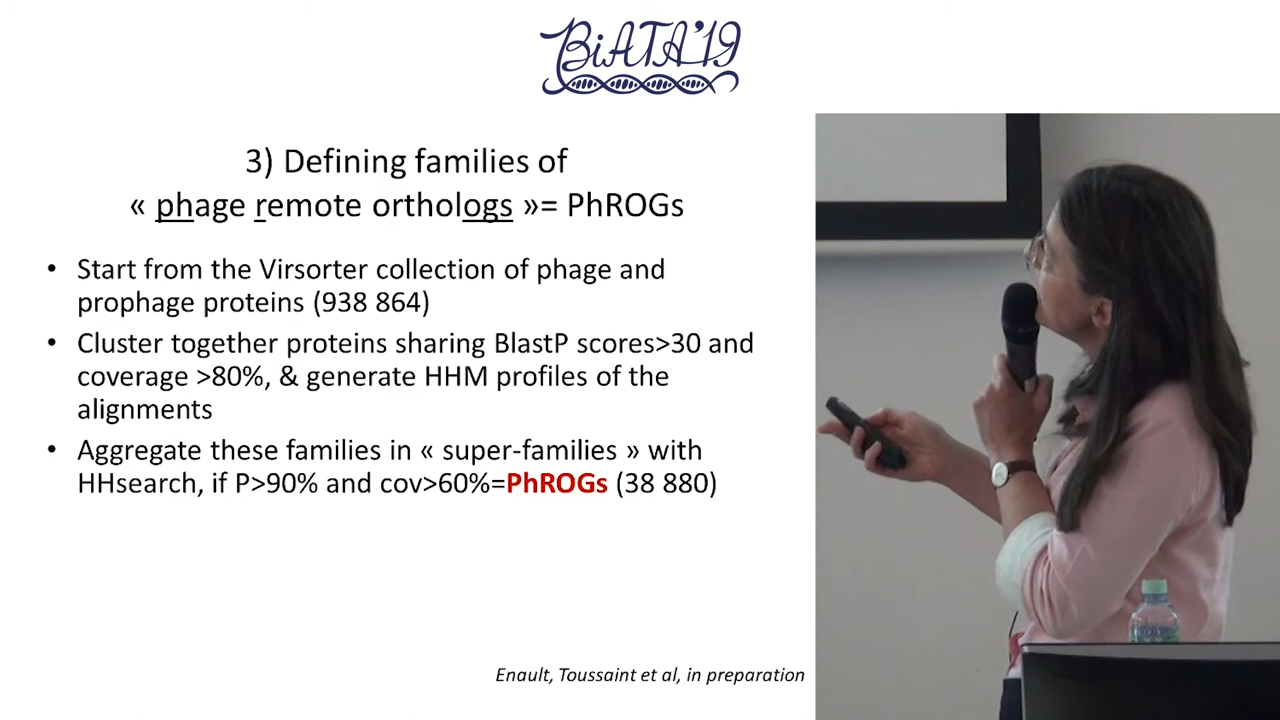 BiATA'19
3) Defining families of
« phage remote orthologs »= PhROGs
• Start from the Virsorter collection of phage and
prophage proteins (938 864)
• Cluster together proteins sharing BlastP scores>30 and
coverage >80%, & generate HHM profiles of the
alignments
• Aggregate these families in « super-families » with
HHsearch, if P>90% and cov>60%=PhROGs (38 880)
Enault, Toussaint et al, in preparation